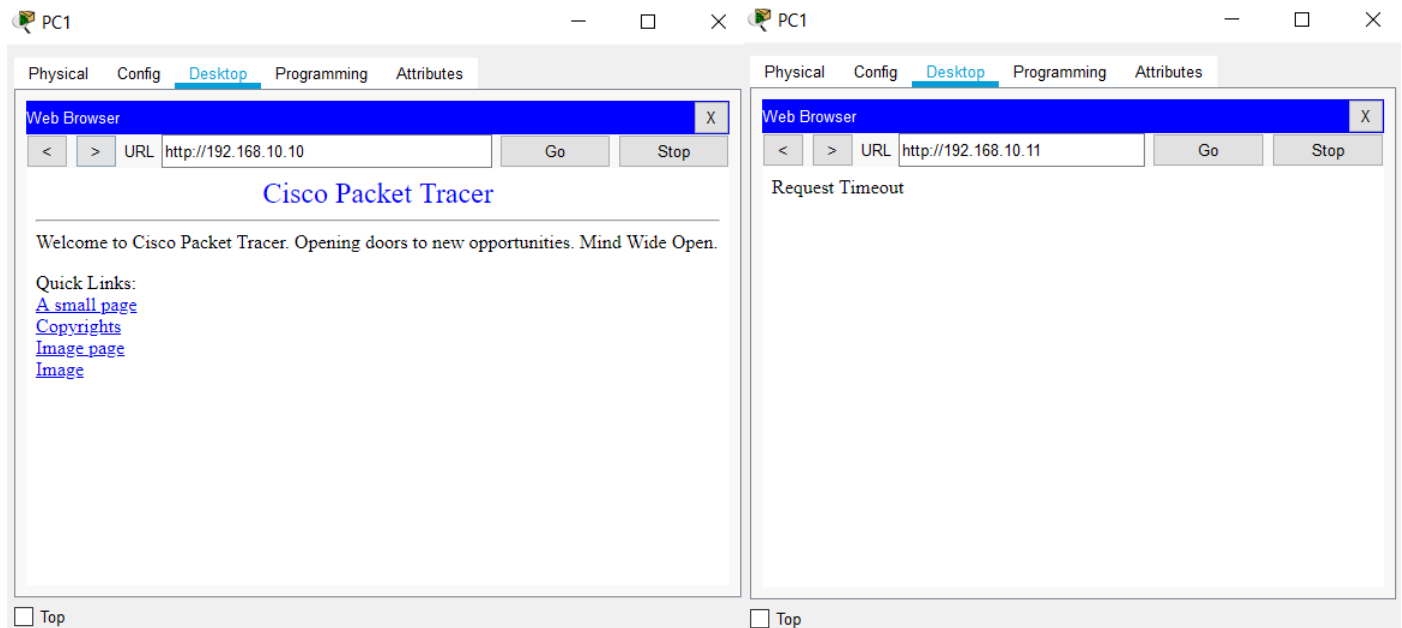 PC1
Physical Config Desktop Programming Attributes
Web Browser X
< > URL http://192.168.10.10 Go Stop
Cisco Packet Tracer
Welcome to Cisco Packet Tracer. Opening doors to new opportunities. Mind Wide Open.
Quick Links:
A small page
Copyrights
Image page
Image
Top
PC1
Physical Config Desktop Programming Attributes
Web Browser X
< > URL http://192.168.10.11 Go Stop
Request Timeout
Top